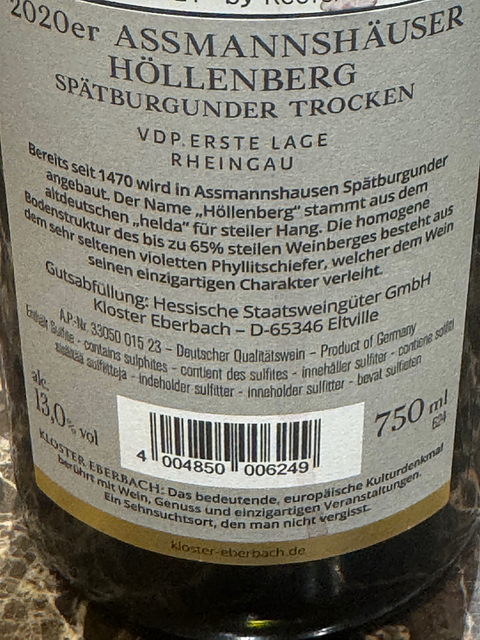 2020er ASSMANNSHÄUSER
HÖLLENBERG
SPÄTBURGUNDER TROCKEN
VDP.ERSTE LAGE
RHEINGAU
Bereits seit 1470 wird in Assmannshausen Spätburgunder
angebaut. Der Name „Höllenberg“ stammt aus dem
altdeutschen „helda“ für steiler Hang. Die homogene
Bodenstruktur des bis zu 65% steilen Weinberges besteht aus
dem sehr seltenen violetten Phyllitschiefer, welcher dem Wein
seinen einzigartigen Charakter verleiht.
Gutsabfüllung: Hessische Staatsweingüter GmbH
Kloster Eberbach – D-65346 Eltville
A.P.-Nr. 33050 015 23 – Deutscher Qualitätswein – Product of Germany
Enthält Sulfite - contains sulphites - contient des sulfites - innehåller sulfiter - contiene solfiti
sisältää sulfiitteja - indeholder sulfitter - inneholder sulfitter - bevat sulfieten
alc.
13,0% vol
750 ml
624
4 004850 006249
KLOSTER EBERBACH: Das bedeutende, europäische Kulturdenkmal
berührt mit Wein, Genuss und einzigartigen Veranstaltungen.
Ein Sehnsuchtsort, den man nicht vergisst.
kloster-eberbach.de